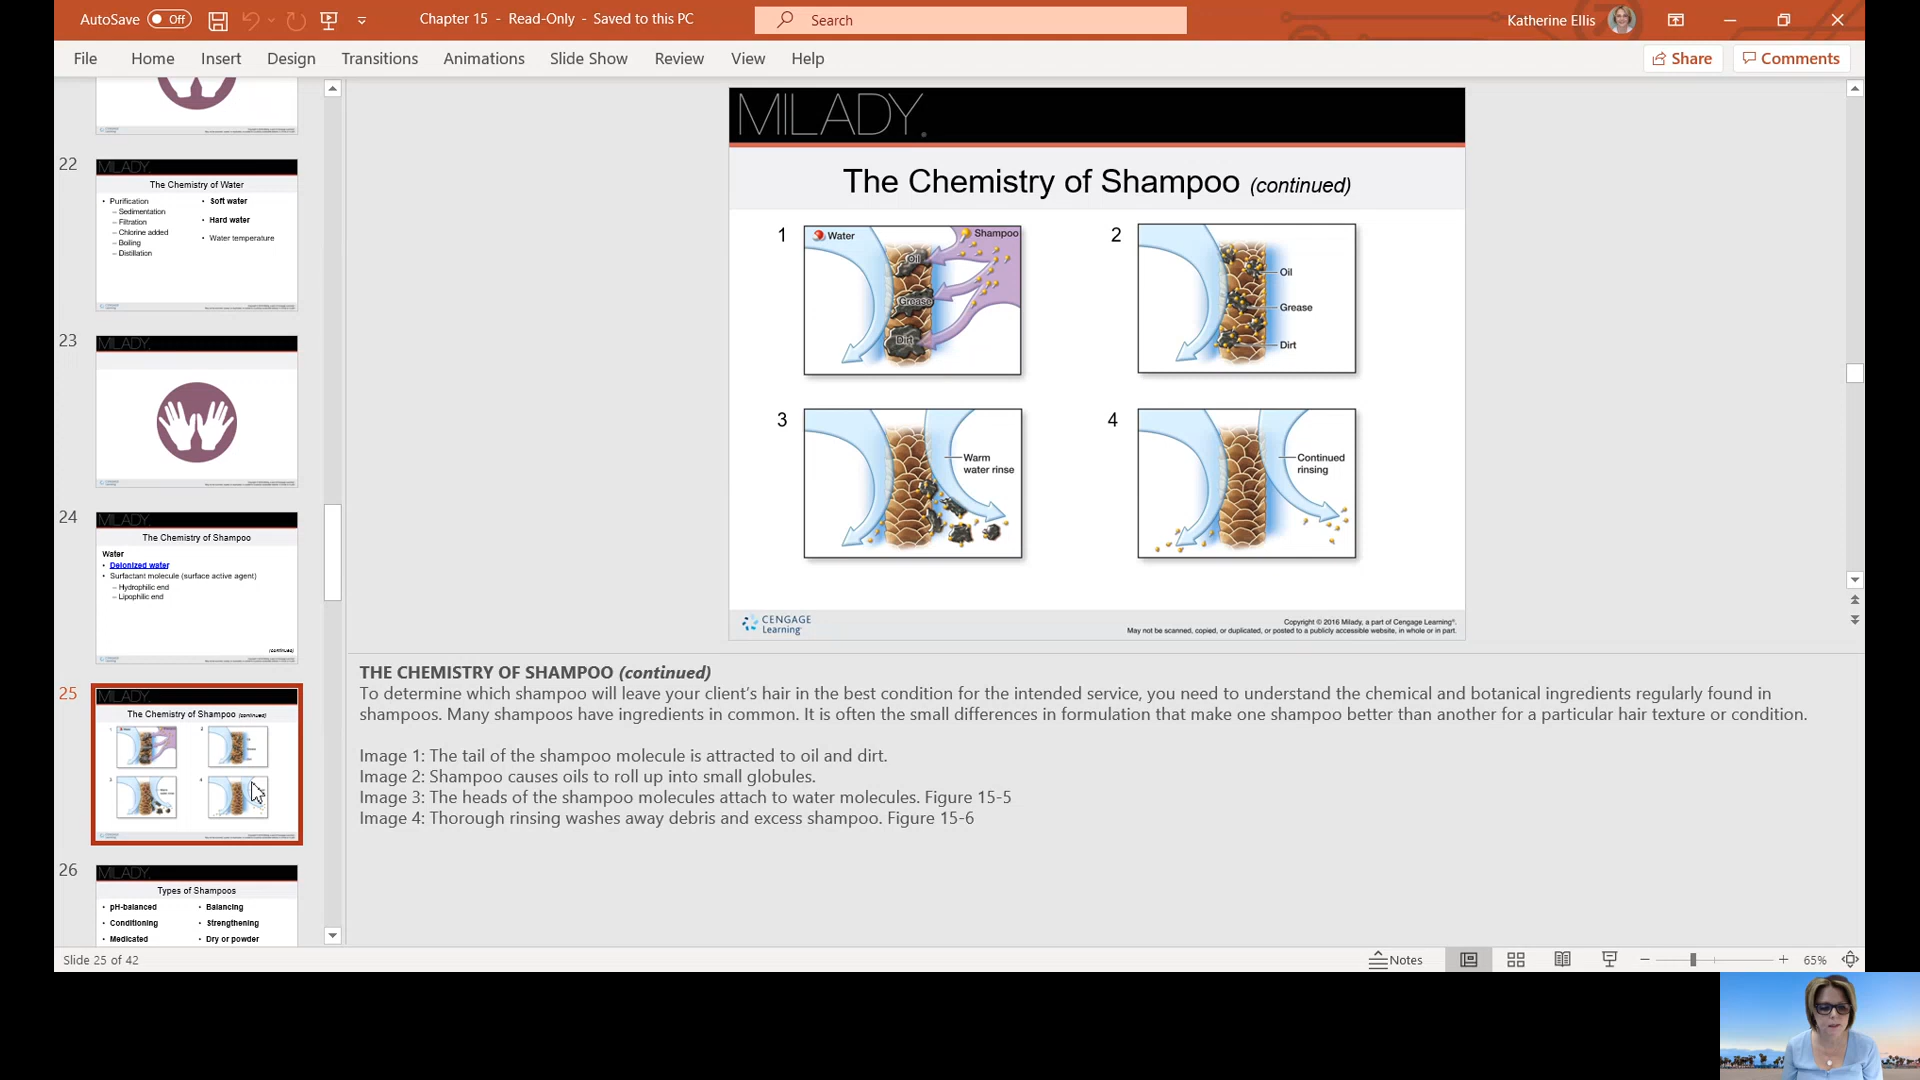 AutoSave Off
Chapter 15 - Read-Only - Saved to this PC
Search
Katherine Ellis
File Home Insert Design Transitions Animations Slide Show Review View Help
Share Comments
22
MILADY.
The Chemistry of Water
• Purification
– Sedimentation
– Filtration
– Chlorine added
– Boiling
– Distillation
• Soft water
• Hard water
• Water temperature
23
MILADY.
24
MILADY.
The Chemistry of Shampoo
Water
• Deionized water
• Surfactant molecule (surface active agent)
– Hydrophilic end
– Lipophilic end
(continued)
25
MILADY.
The Chemistry of Shampoo (continued)
26
MILADY.
Types of Shampoos
• pH-balanced
• Conditioning
• Medicated
• Balancing
• Strengthening
• Dry or powder
MILADY.
The Chemistry of Shampoo (continued)
1
Water
Shampoo
Oil
Grease
Dirt
2
Oil
Grease
Dirt
3
Warm
water rinse
4
Continued
rinsing
CENGAGE
Learning
Copyright © 2016 Milady, a part of Cengage Learning®.
May not be scanned, copied, or duplicated, or posted to a publicly accessible website, in whole or in part.
THE CHEMISTRY OF SHAMPOO (continued)
To determine which shampoo will leave your client's hair in the best condition for the intended service, you need to understand the chemical and botanical ingredients regularly found in
shampoos. Many shampoos have ingredients in common. It is often the small differences in formulation that make one shampoo better than another for a particular hair texture or condition.
Image 1: The tail of the shampoo molecule is attracted to oil and dirt.
Image 2: Shampoo causes oils to roll up into small globules.
Image 3: The heads of the shampoo molecules attach to water molecules. Figure 15-5
Image 4: Thorough rinsing washes away debris and excess shampoo. Figure 15-6
Slide 25 of 42
Notes
65%